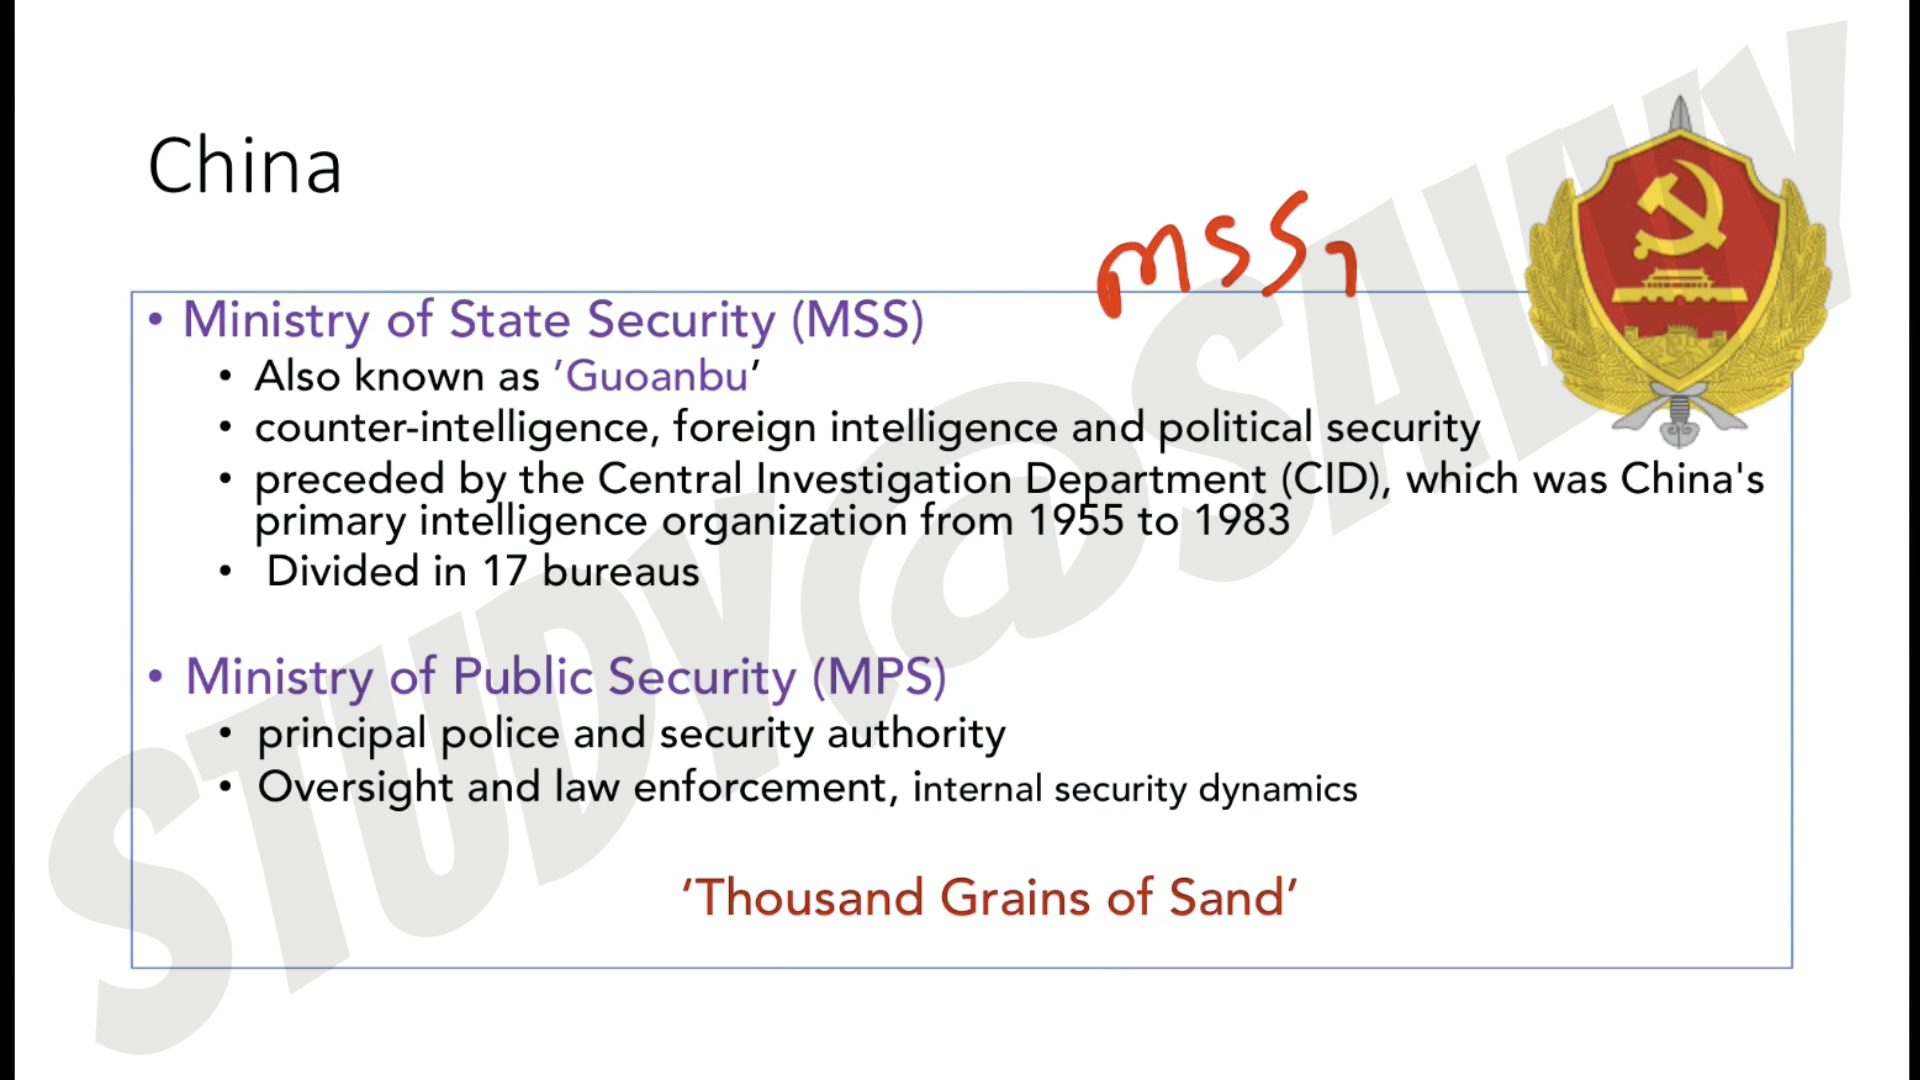 China
MSS,
• Ministry of State Security (MSS)
• Also known as ’Guoanbu’
• counter-intelligence, foreign intelligence and political security
• preceded by the Central Investigation Department (CID), which was China's
primary intelligence organization from 1955 to 1983
• Divided in 17 bureaus
• Ministry of Public Security (MPS)
• principal police and security authority
• Oversight and law enforcement, internal security dynamics
‘Thousand Grains of Sand’
STUDY@SALWY